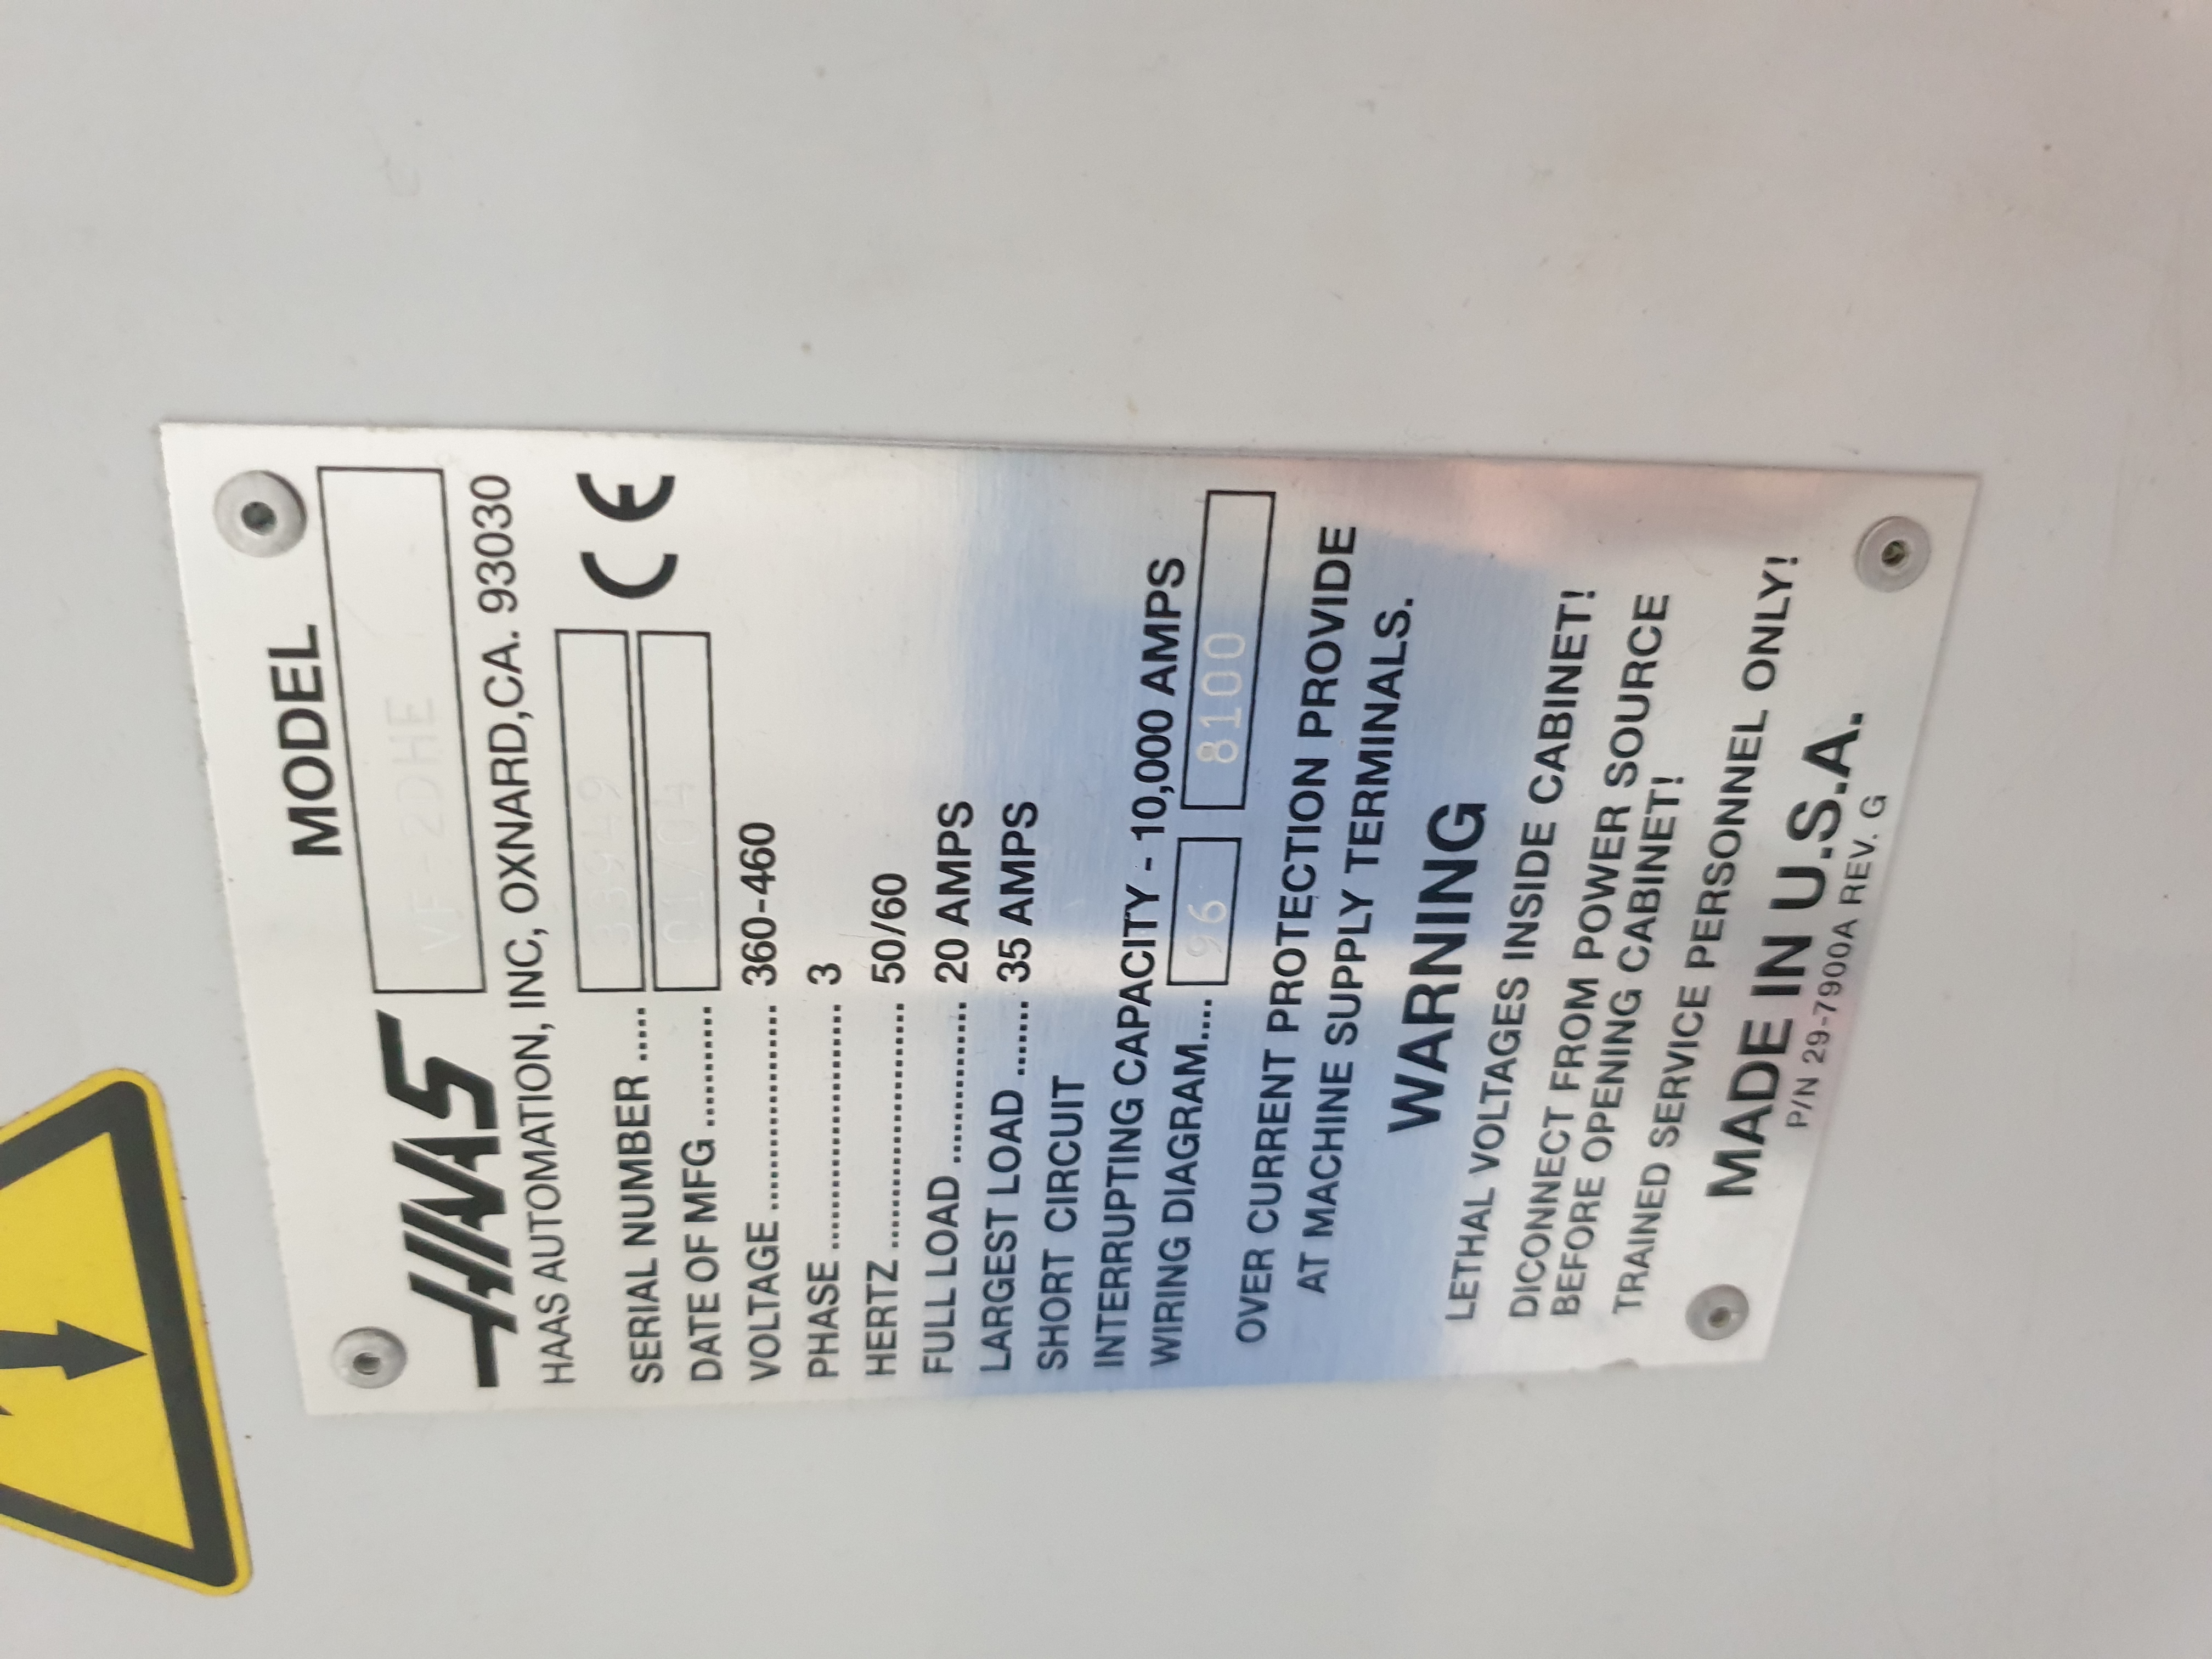 MODEL
HAAS VF-2DHE
HAAS AUTOMATION, INC, OXNARD,CA. 93030
SERIAL NUMBER ..... 33949
DATE OF MFG ........... 01/04
CE
VOLTAGE ........................ 360-460
PHASE ............................ 3
HERTZ ............................ 50/60
FULL LOAD .................. 20 AMPS
LARGEST LOAD ....... 35 AMPS
SHORT CIRCUIT
INTERRUPTING CAPACITY - 10,000 AMPS
WIRING DIAGRAM.... 96 8100
OVER CURRENT PROTECTION PROVIDE
AT MACHINE SUPPLY TERMINALS.
WARNING
LETHAL VOLTAGES INSIDE CABINET!
DICONNECT FROM POWER SOURCE
BEFORE OPENING CABINET!
TRAINED SERVICE PERSONNEL ONLY!
MADE IN U.S.A.
P/N 29-7900A REV. G